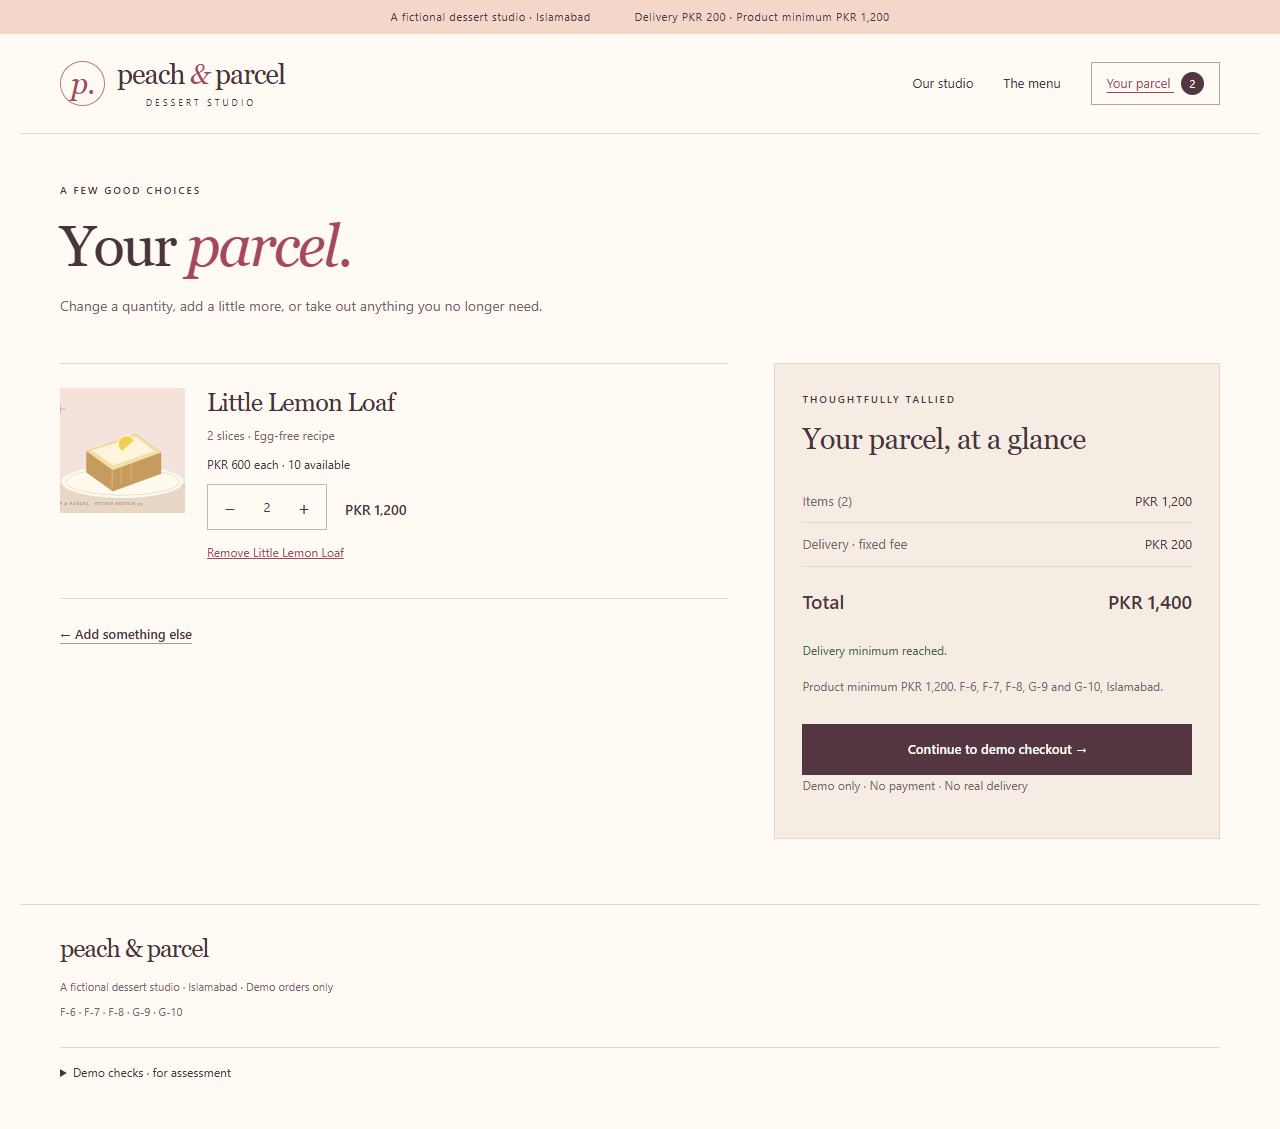 A fictional dessert studio · Islamabad
Delivery PKR 200 · Product minimum PKR 1,200
p.
peach & parcel
DESSERT STUDIO
Our studio
The menu
Your parcel 2
A FEW GOOD CHOICES
Your parcel.
Change a quantity, add a little more, or take out anything you no longer need.
Little Lemon Loaf
2 slices · Egg-free recipe
PKR 600 each · 10 available
− 2 + PKR 1,200
Remove Little Lemon Loaf
← Add something else
THOUGHTFULLY TALLIED
Your parcel, at a glance
Items (2) PKR 1,200
Delivery · fixed fee PKR 200
Total PKR 1,400
Delivery minimum reached.
Product minimum PKR 1,200. F-6, F-7, F-8, G-9 and G-10, Islamabad.
Continue to demo checkout →
Demo only · No payment · No real delivery
peach & parcel
A fictional dessert studio · Islamabad · Demo orders only
F-6 · F-7 · F-8 · G-9 · G-10
Demo checks · for assessment